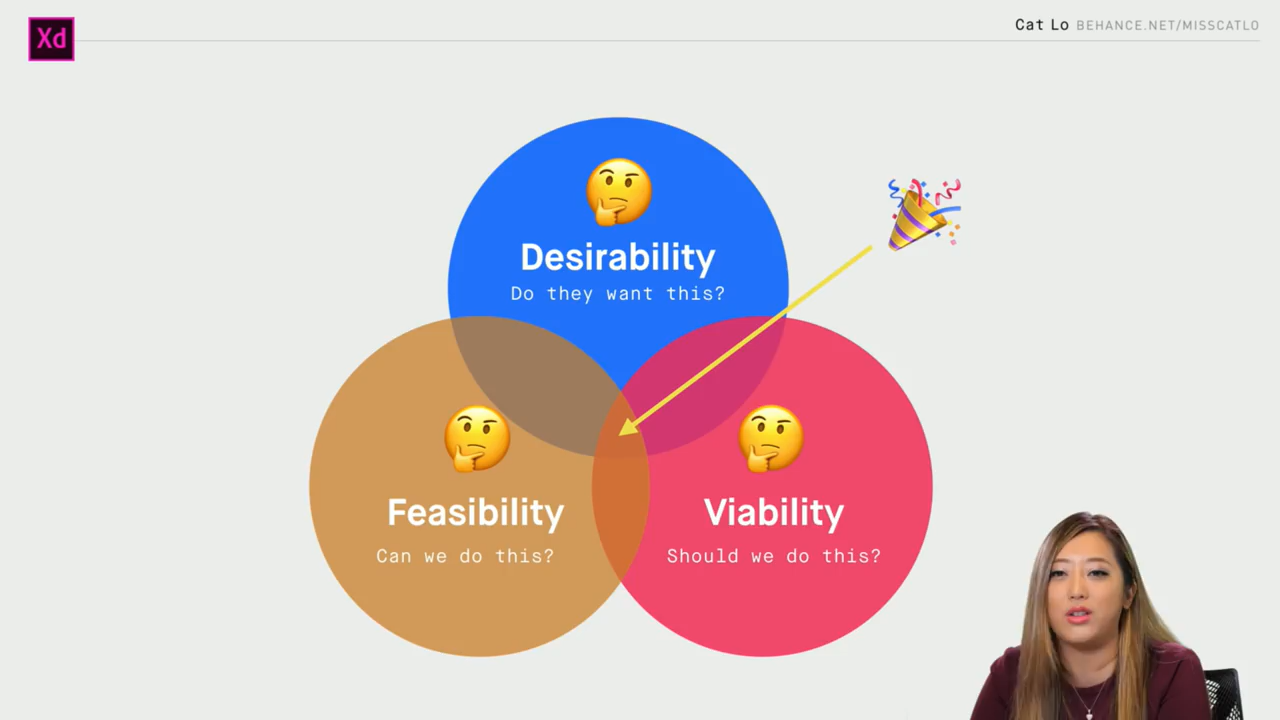 Xd
Cat Lo BEHANCE.NET/MISSCATLO
Desirability
Do they want this?
Feasibility
Can we do this?
Viability
Should we do this?